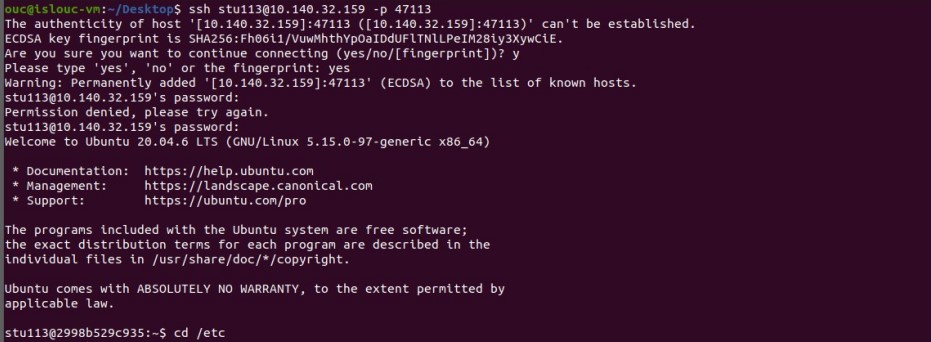 ouc@islouc-vm:~/Desktop$ ssh stu113@10.140.32.159 -p 47113
The authenticity of host '[10.140.32.159]:47113 ([10.140.32.159]:47113)' can't be established.
ECDSA key fingerprint is SHA256:Fh06i1/VuwMhthYpOaIDdUFlTNlLPeIM28iy3XywCiE.
Are you sure you want to continue connecting (yes/no/[fingerprint])? y
Please type 'yes', 'no' or the fingerprint: yes
Warning: Permanently added '[10.140.32.159]:47113' (ECDSA) to the list of known hosts.
stu113@10.140.32.159's password:
Permission denied, please try again.
stu113@10.140.32.159's password:
Welcome to Ubuntu 20.04.6 LTS (GNU/Linux 5.15.0-97-generic x86_64)
* Documentation:  https://help.ubuntu.com
* Management:     https://landscape.canonical.com
* Support:        https://ubuntu.com/pro
The programs included with the Ubuntu system are free software;
the exact distribution terms for each program are described in the
individual files in /usr/share/doc/*/copyright.
Ubuntu comes with ABSOLUTELY NO WARRANTY, to the extent permitted by
applicable law.
stu113@2998b529c935:~$ cd /etc